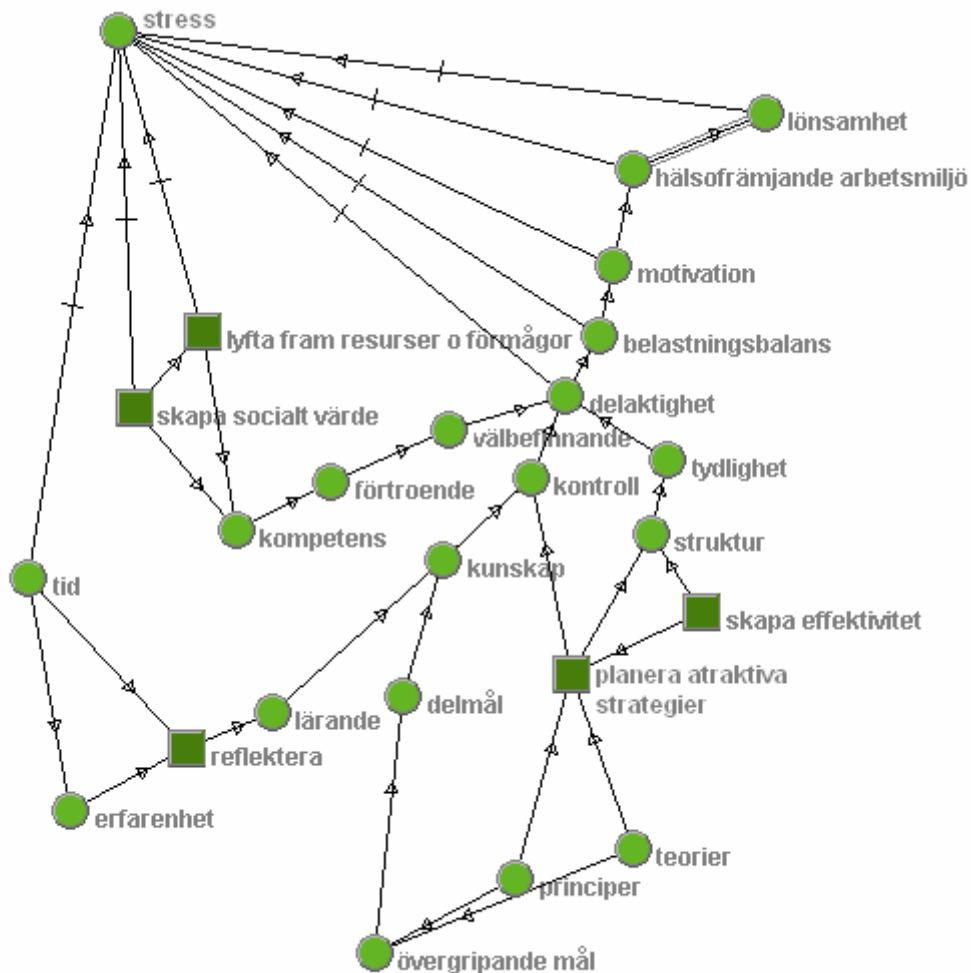 stress
lönsamhet
hälsofrämjande arbetsmiljö
motivation
lyfta fram resurser o förmågor
belastningsbalans
skapa socialt värde
delaktighet
välbefinnande
tydlighet
förtroende
kontroll
kompetens
struktur
kunskap
tid
skapa effektivitet
planera atraktiva
strategier
delmål
lärande
reflektera
erfarenhet
teorier
principer
övergripande mål